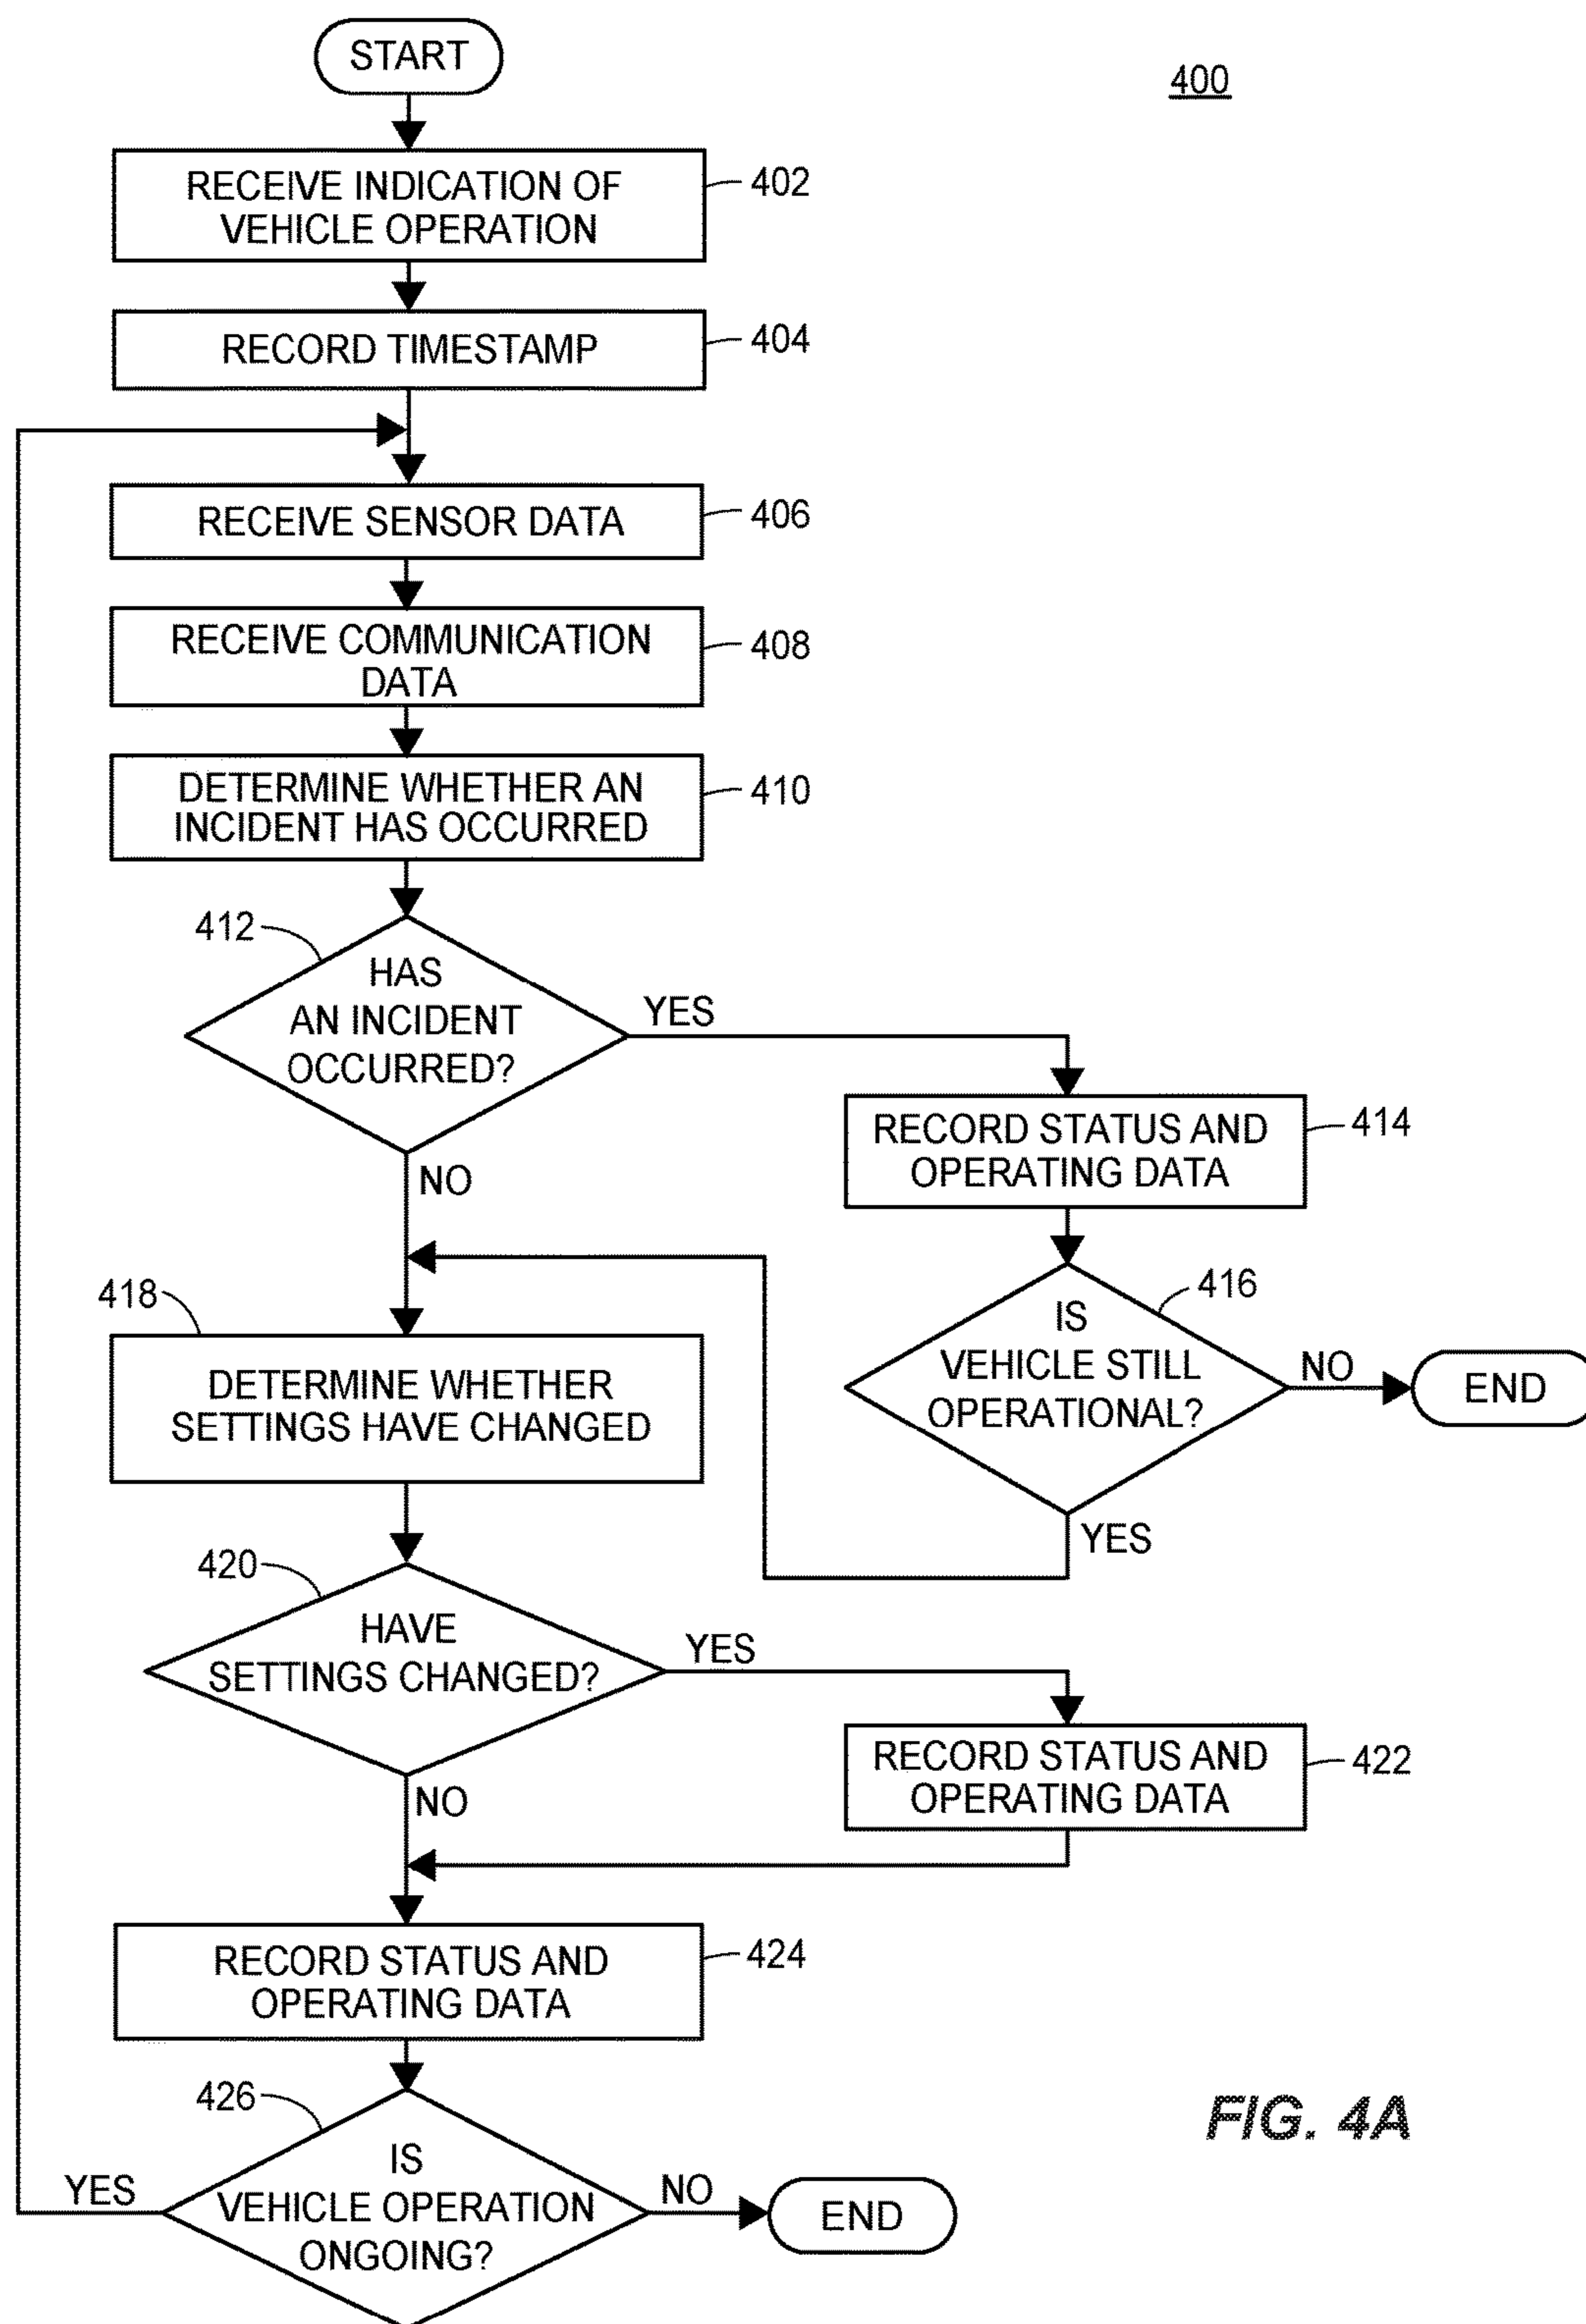 START
400
RECEIVE INDICATION OF
VEHICLE OPERATION
402
RECORD TIMESTAMP
404
RECEIVE SENSOR DATA
406
RECEIVE COMMUNICATION
DATA
408
DETERMINE WHETHER AN
INCIDENT HAS OCCURRED
410
412
HAS
AN INCIDENT
OCCURRED?
YES
NO
RECORD STATUS AND
OPERATING DATA
414
416
IS
VEHICLE STILL
OPERATIONAL?
NO
END
YES
418
DETERMINE WHETHER
SETTINGS HAVE CHANGED
420
HAVE
SETTINGS CHANGED?
YES
NO
RECORD STATUS AND
OPERATING DATA
422
RECORD STATUS AND
OPERATING DATA
424
426
IS
VEHICLE OPERATION
ONGOING?
YES
NO
END
FIG. 4A